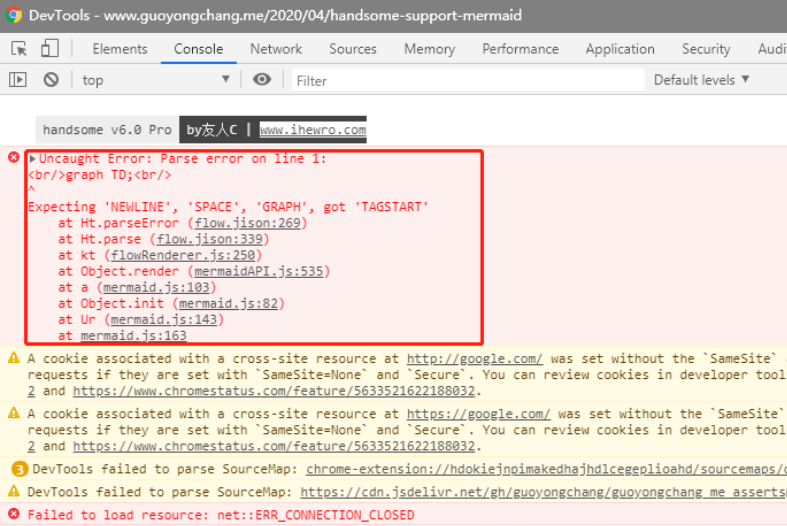 DevTools - www.guoyongchang.me/2020/04/handsome-support-mermaid
Elements Console Network Sources Memory Performance Application Security Audi
top ▼ Filter Default levels ▼
handsome v6.0 Pro by友人C | www.ihewro.com
▶Uncaught Error: Parse error on line 1:
<br/>graph TD;<br/>
^
Expecting 'NEWLINE', 'SPACE', 'GRAPH', got 'TAGSTART'
at Ht.parseError (flow.jison:269)
at Ht.parse (flow.jison:339)
at kt (flowRenderer.js:250)
at Object.render (mermaidAPI.js:535)
at a (mermaid.js:103)
at Object.init (mermaid.js:82)
at Ur (mermaid.js:143)
at mermaid.js:163
A cookie associated with a cross-site resource at http://google.com/ was set without the `SameSite`
requests if they are set with `SameSite=None` and `Secure`. You can review cookies in developer tool
2 and https://www.chromestatus.com/feature/5633521622188032.
A cookie associated with a cross-site resource at https://google.com/ was set without the `SameSite`
requests if they are set with `SameSite=None` and `Secure`. You can review cookies in developer tool
2 and https://www.chromestatus.com/feature/5633521622188032.
3 DevTools failed to parse SourceMap: chrome-extension://hdokiejnpimakedhajhdlcegeplioahd/sourcemaps/
DevTools failed to parse SourceMap: https://cdn.jsdelivr.net/gh/guoyongchang/guoyongchang_me_asserts
Failed to load resource: net::ERR_CONNECTION_CLOSED